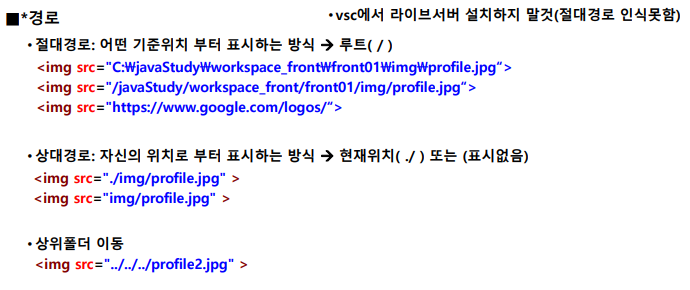 ■*경로
•vsc에서 라이브서버 설치하지 말것(절대경로 인식못함)
• 절대경로: 어떤 기준위치 부터 표시하는 방식 → 루트( / )
<img src="C:￦javaStudy￦workspace_front￦front01￦img￦profile.jpg“>
<img src="/javaStudy/workspace_front/front01/img/profile.jpg“>
<img src="https://www.google.com/logos/“>
• 상대경로: 자신의 위치로 부터 표시하는 방식 → 현재위치( ./ ) 또는 (표시없음)
<img src="./img/profile.jpg" >
<img src="img/profile.jpg" >
• 상위폴더 이동
<img src="../../../profile2.jpg" >